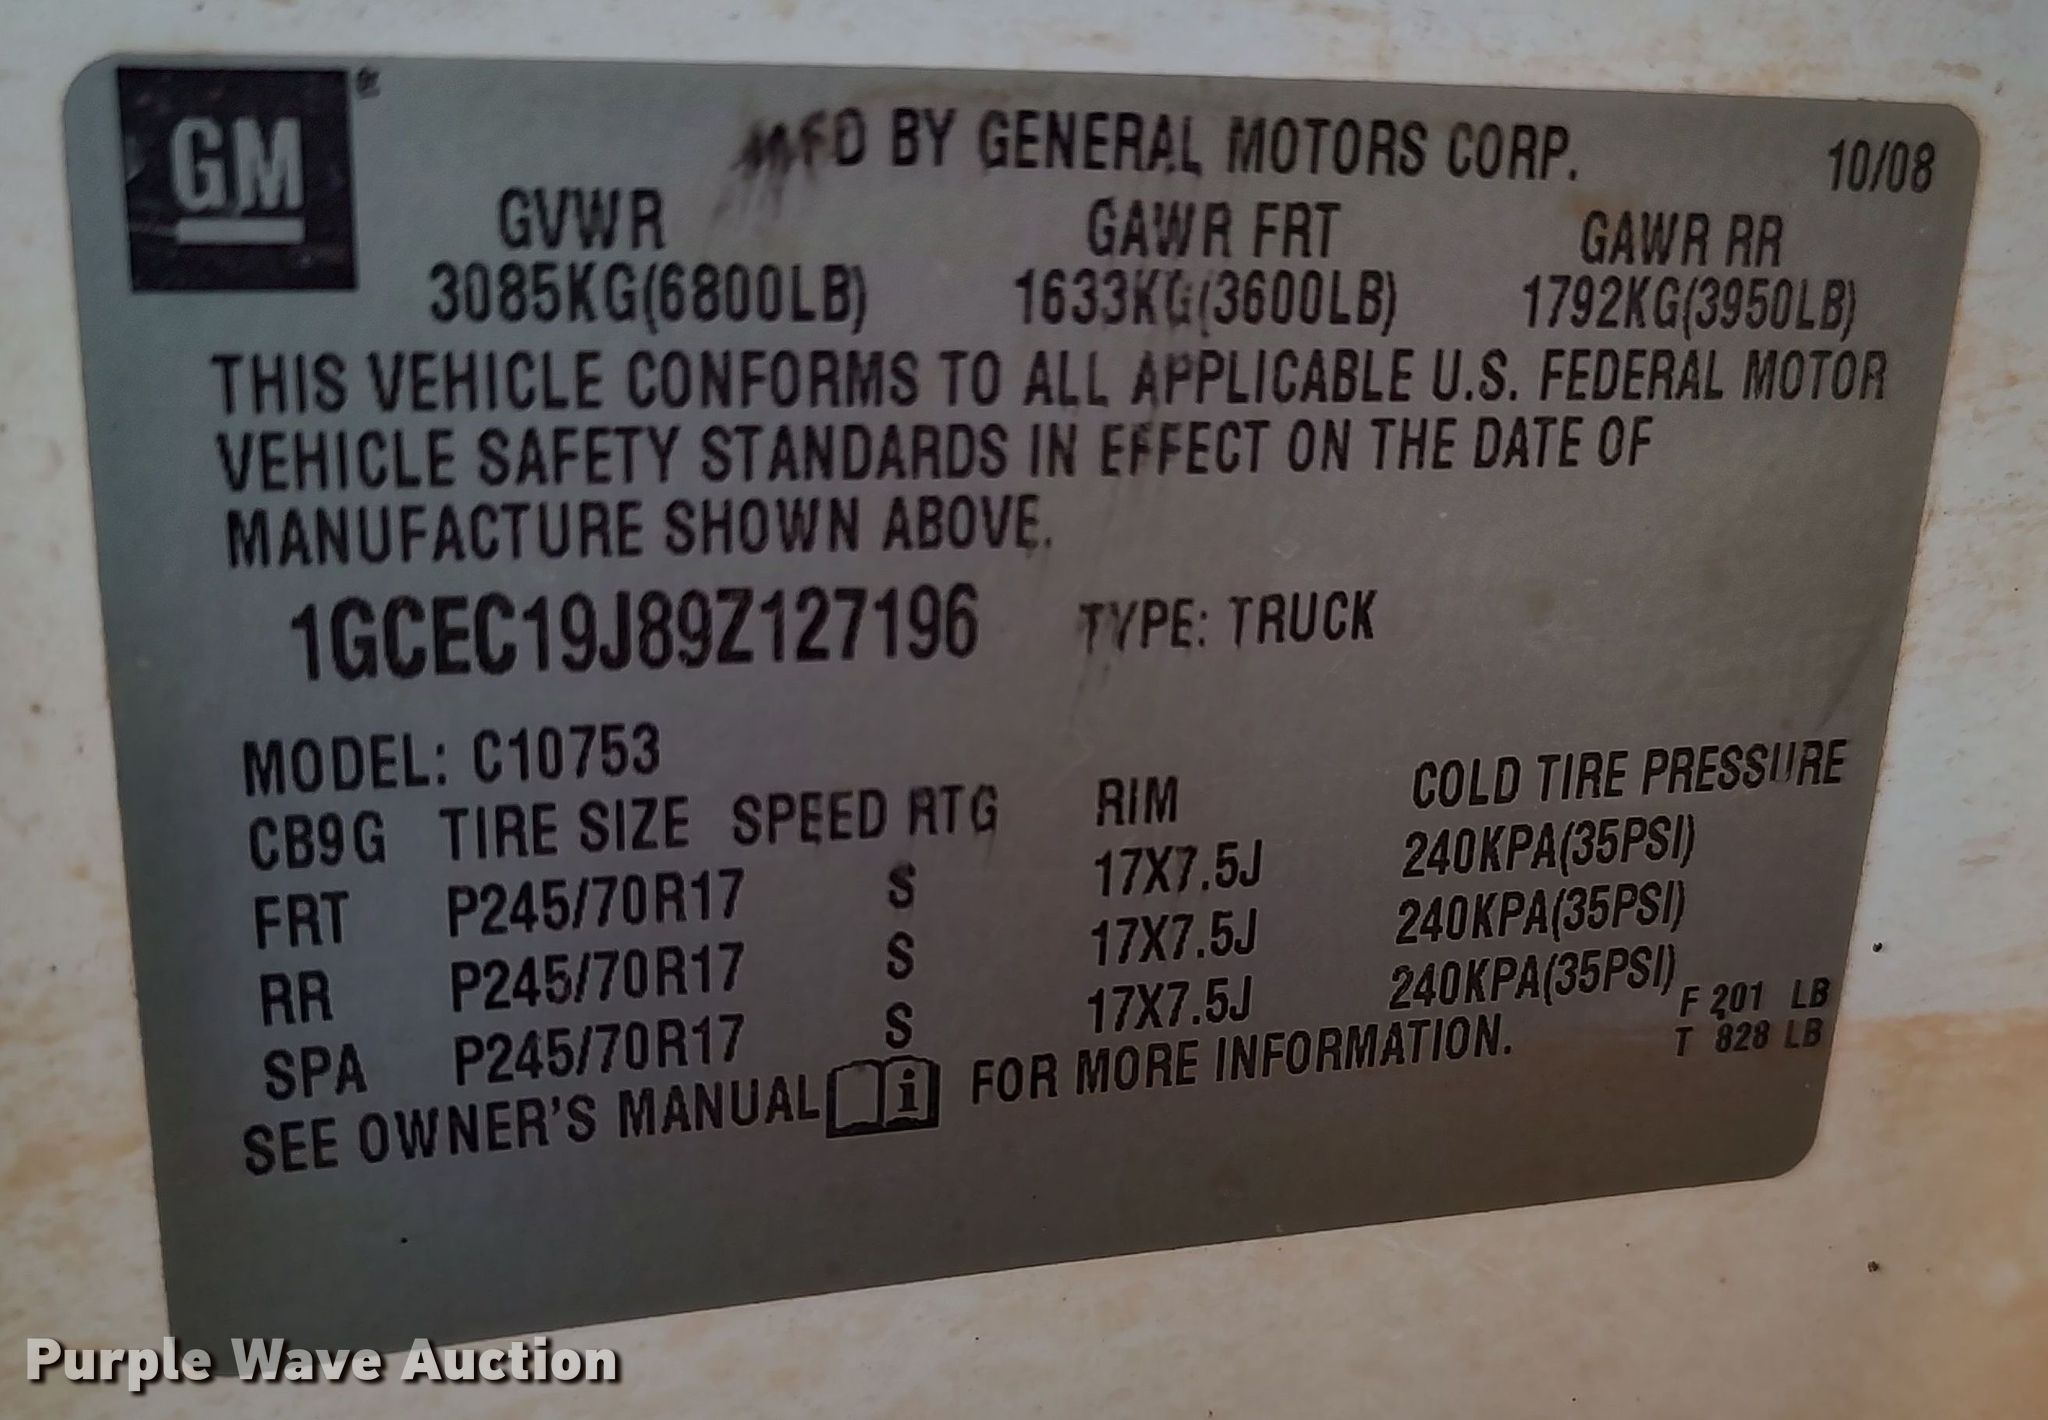 GM
MFD BY GENERAL MOTORS CORP. 10/08
GVWR GAWR FRT GAWR RR
3085KG(6800LB) 1633KG(3600LB) 1792KG(3950LB)
THIS VEHICLE CONFORMS TO ALL APPLICABLE U.S. FEDERAL MOTOR
VEHICLE SAFETY STANDARDS IN EFFECT ON THE DATE OF
MANUFACTURE SHOWN ABOVE.
1GCEC19J89Z127196 TYPE: TRUCK
MODEL: C10753
CB9G TIRE SIZE SPEED RTG RIM COLD TIRE PRESSURE
FRT P245/70R17 S 17X7.5J 240KPA(35PSI)
RR P245/70R17 S 17X7.5J 240KPA(35PSI)
SPA P245/70R17 S 17X7.5J 240KPA(35PSI)
F 201 LB
T 828 LB
SEE OWNER'S MANUAL i FOR MORE INFORMATION.
Purple Wave Auction